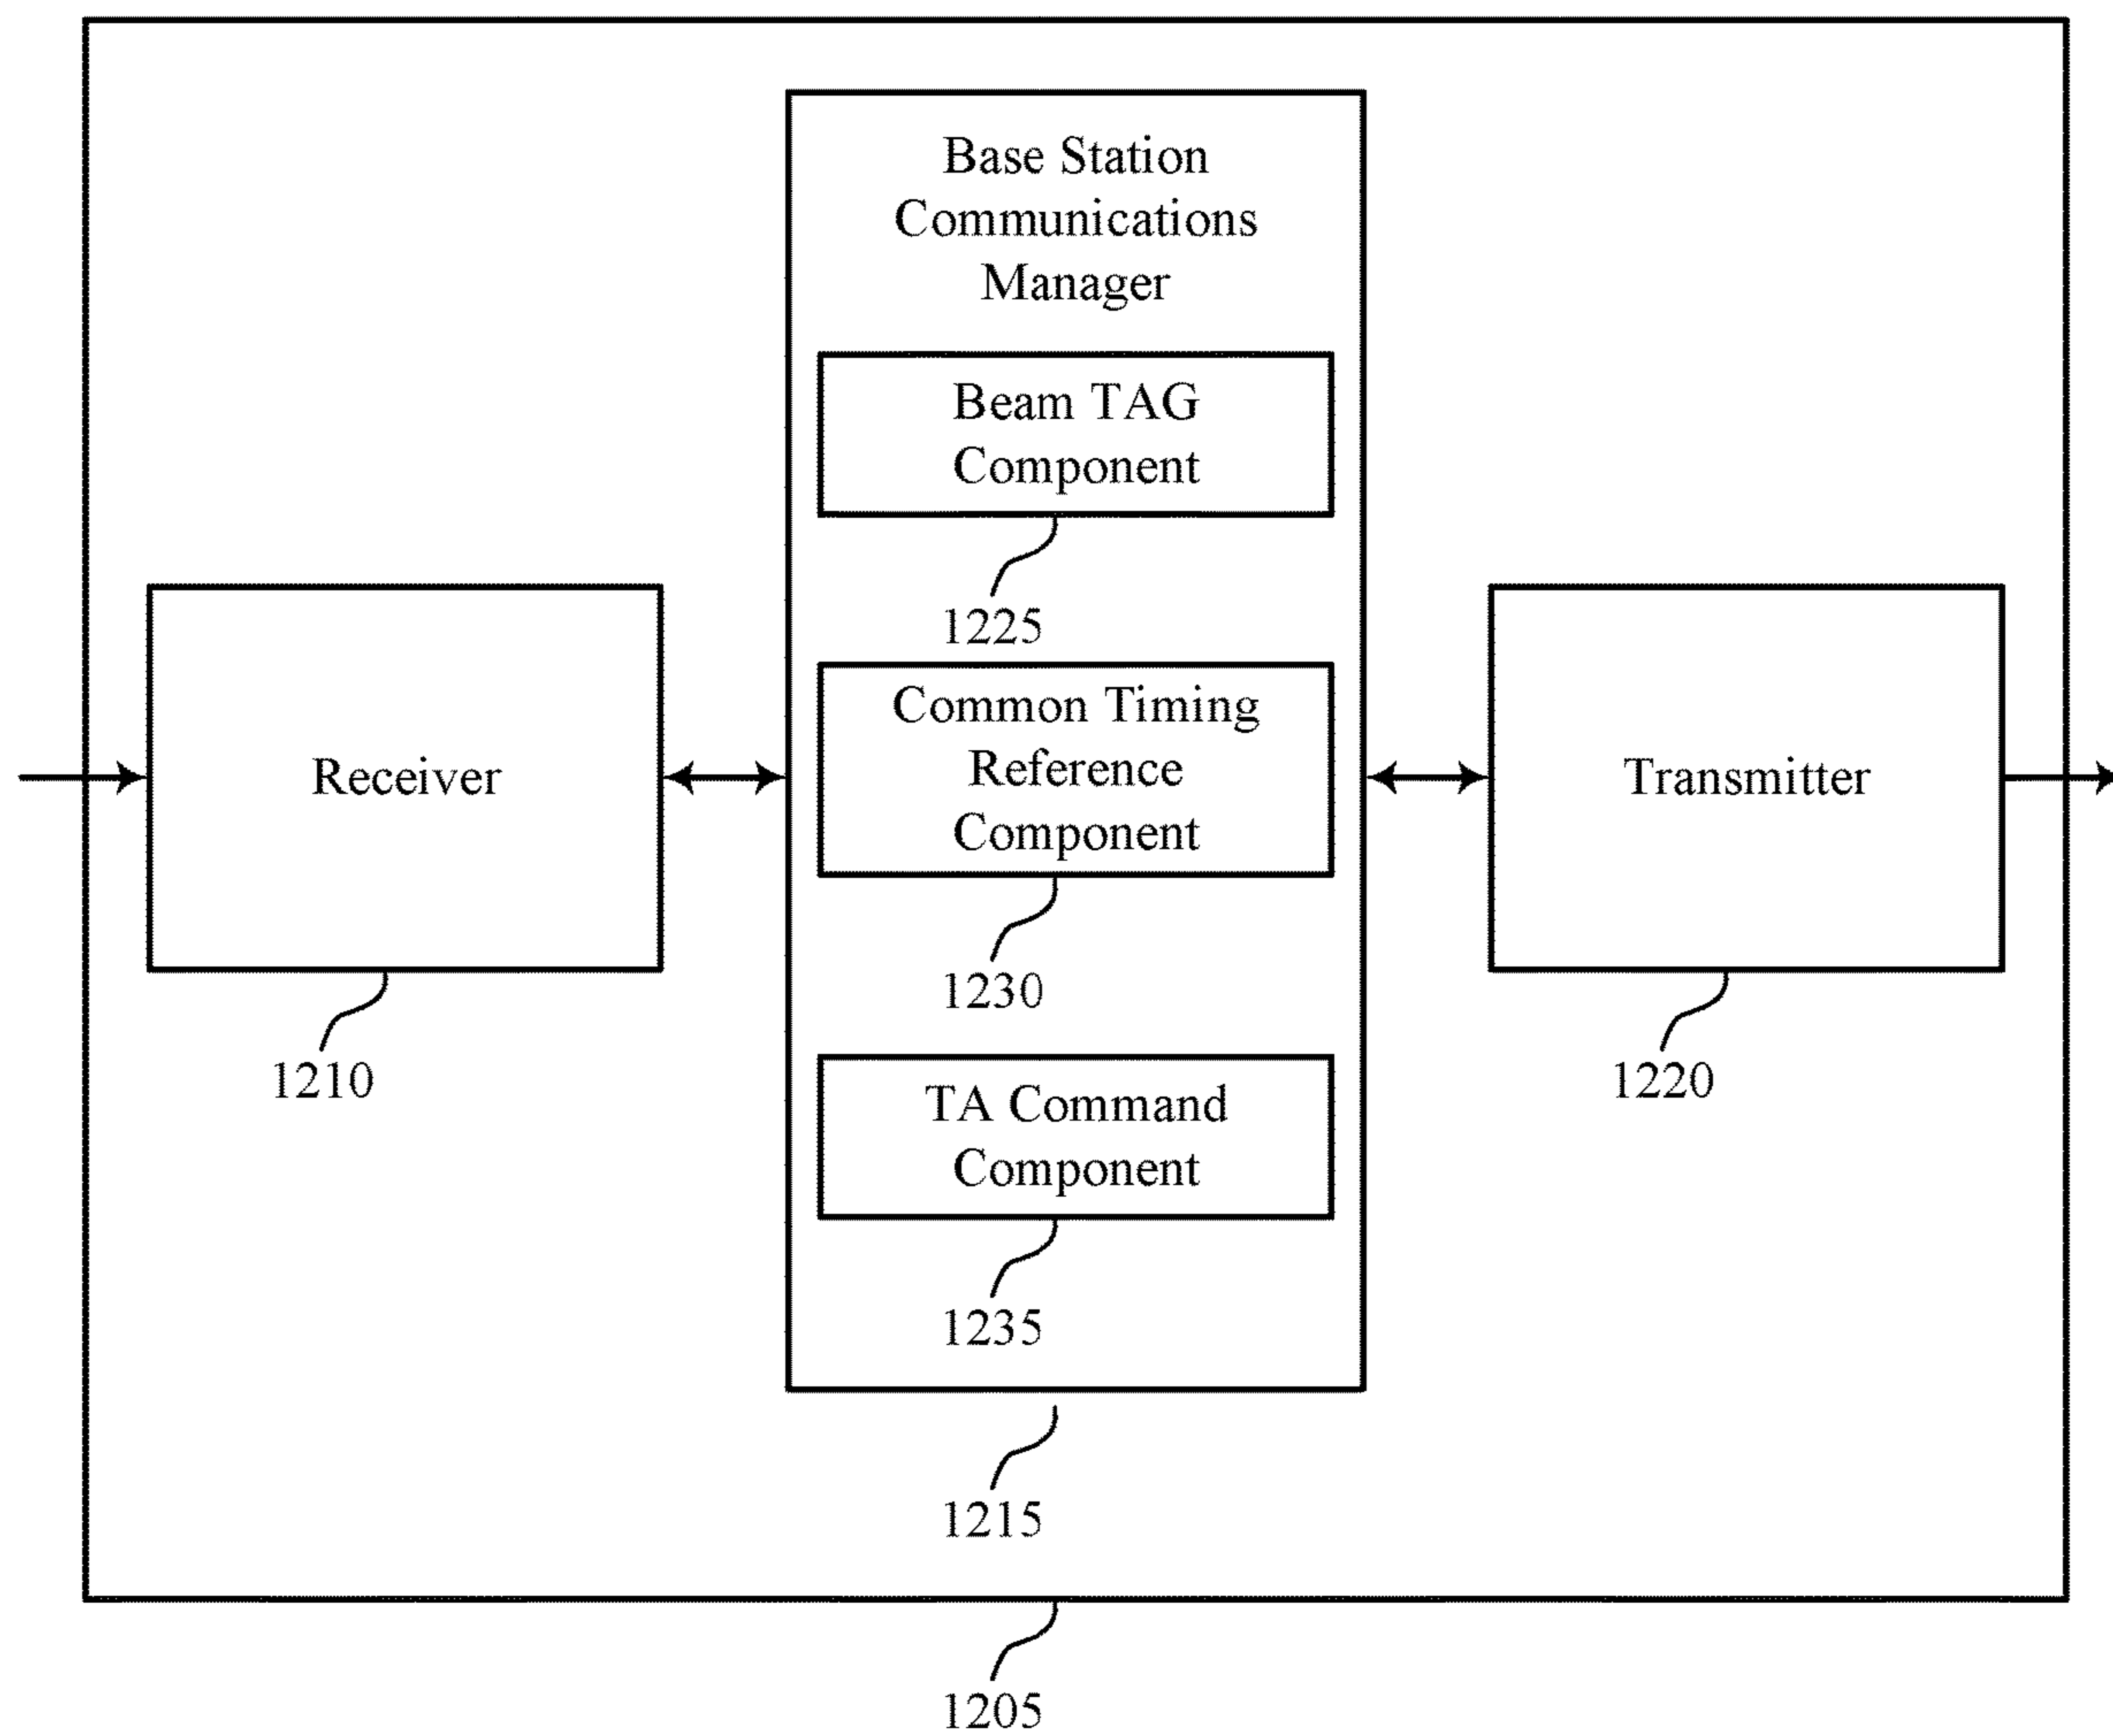 Base Station
Communications
Manager
Beam TAG
Component
1225
Common Timing
Reference
Component
1230
TA Command
Component
1235
1215
Receiver
1210
Transmitter
1220
1205